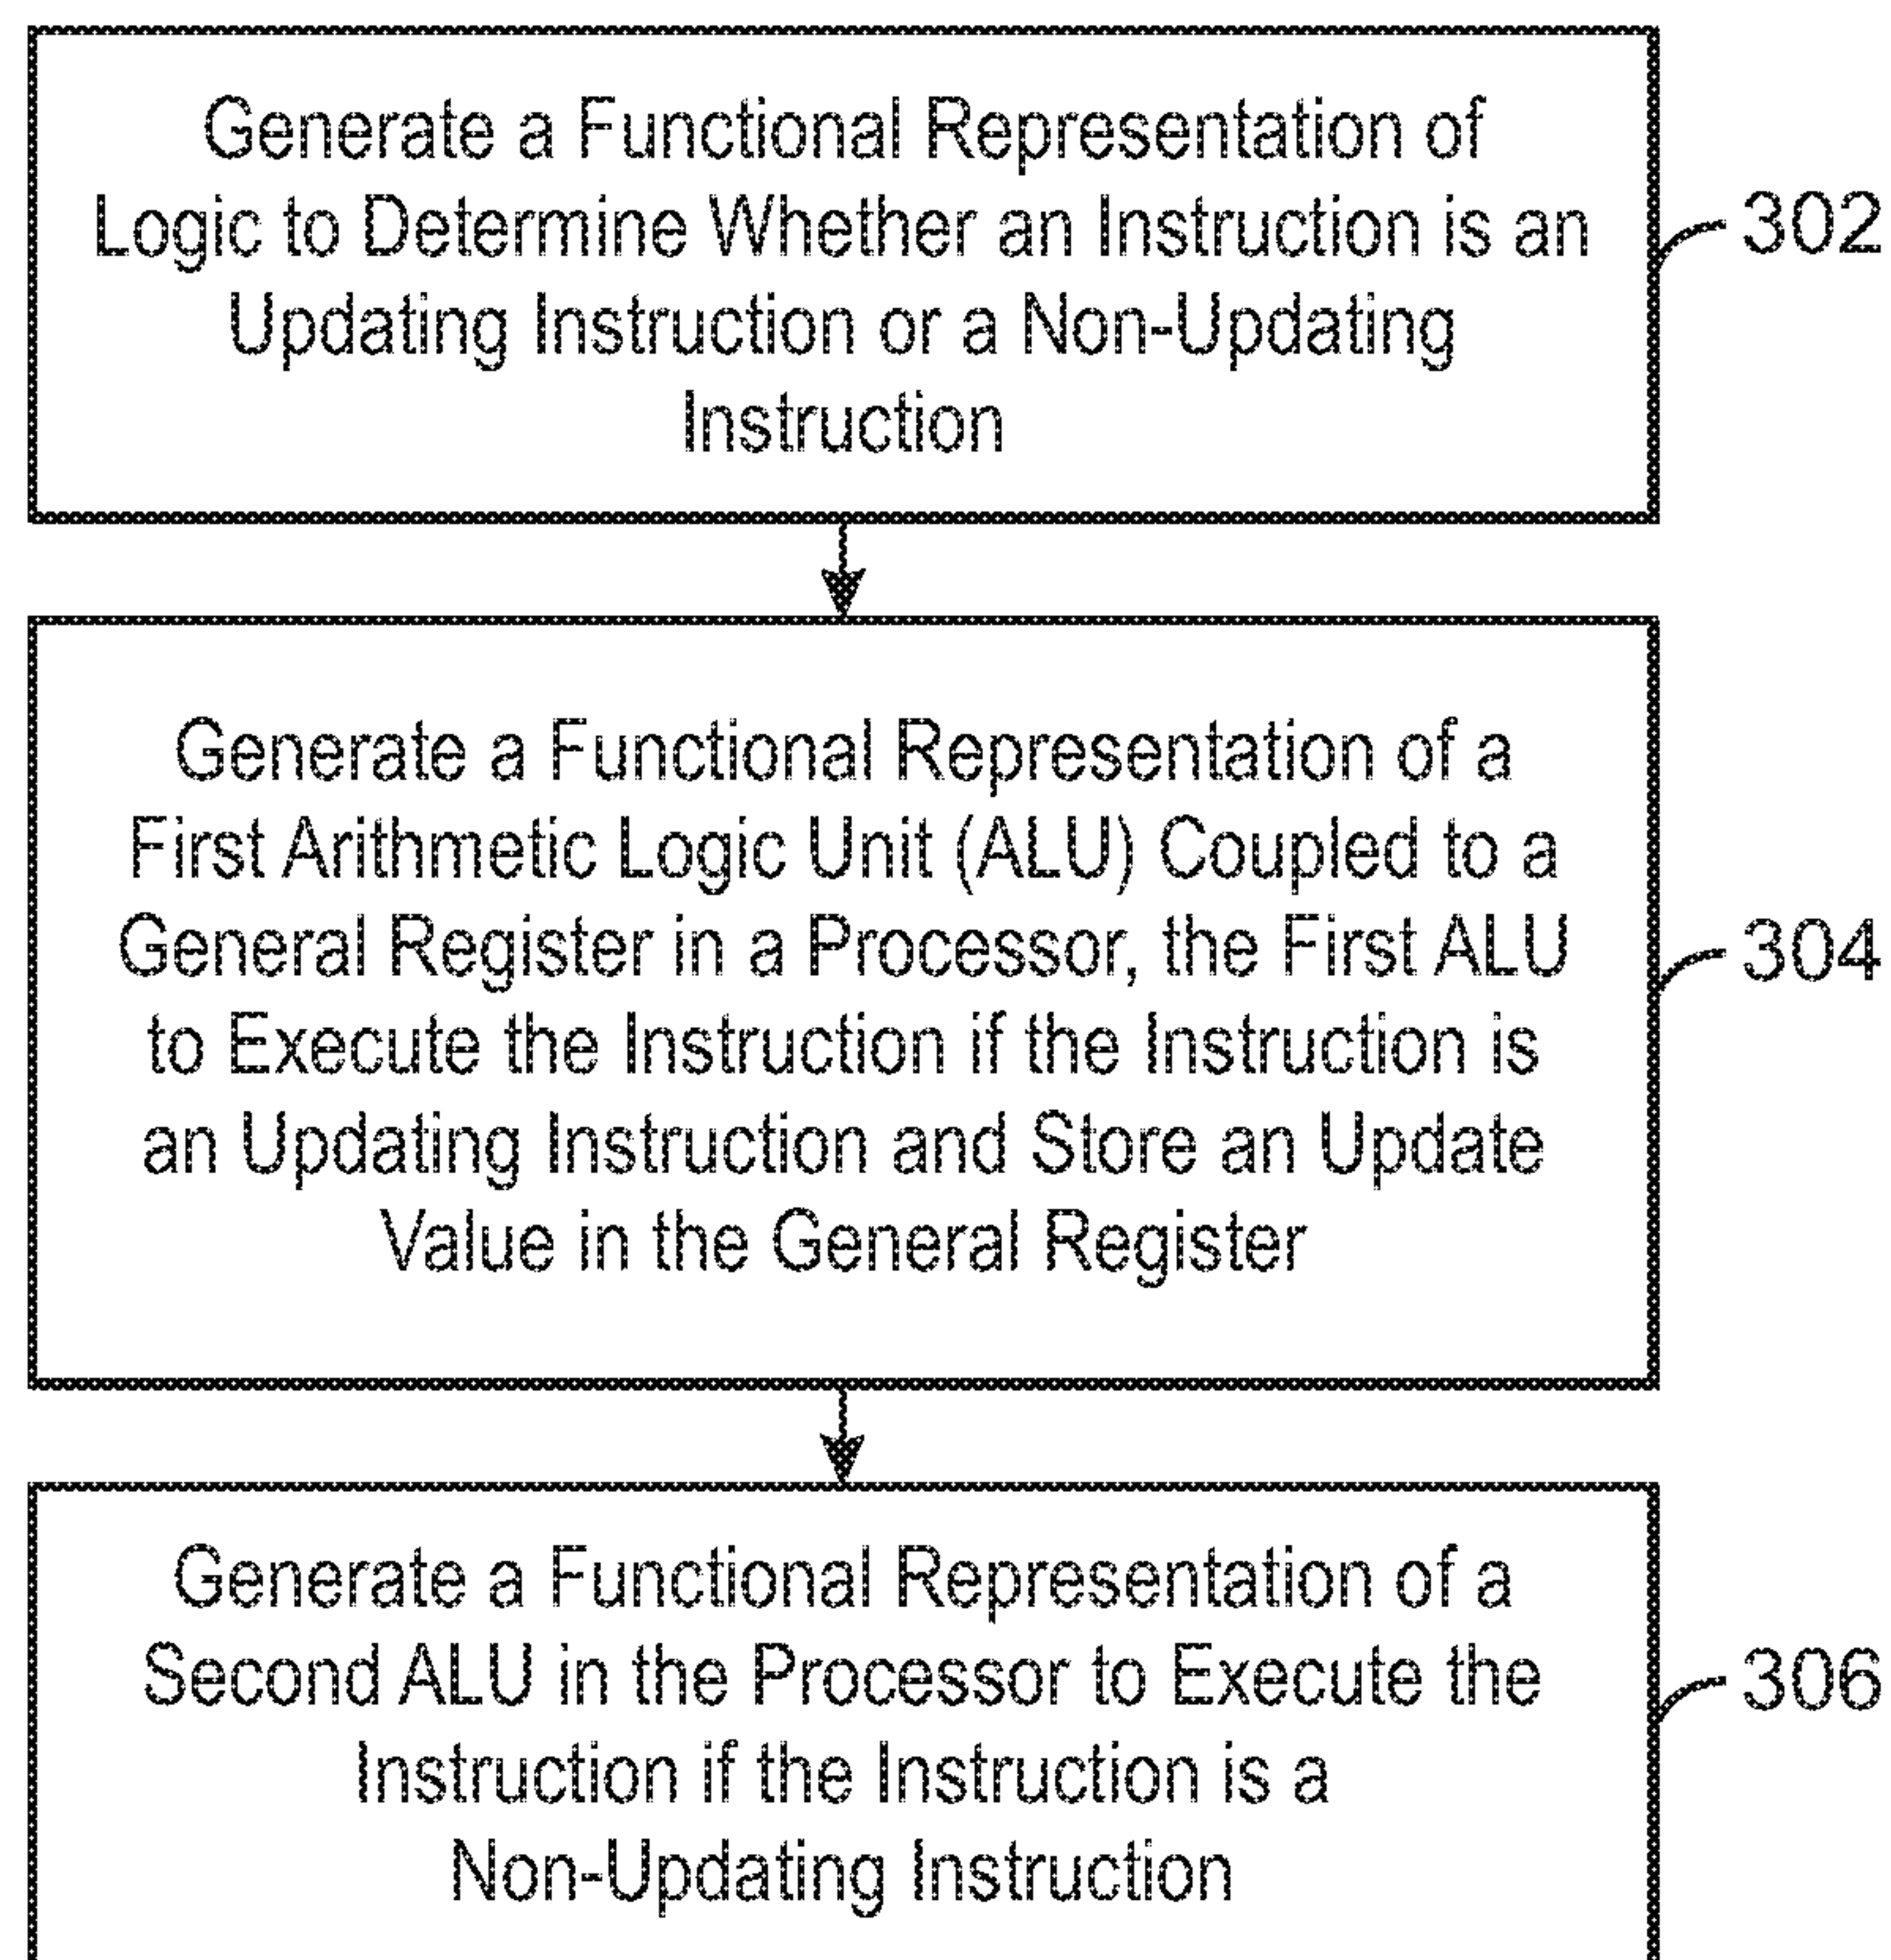 Generate a Functional Representation of
Logic to Determine Whether an Instruction is an
Updating Instruction or a Non-Updating
Instruction
302
Generate a Functional Representation of a
First Arithmetic Logic Unit (ALU) Coupled to a
General Register in a Processor, the First ALU
to Execute the Instruction if the Instruction is
an Updating Instruction and Store an Update
Value in the General Register
304
Generate a Functional Representation of a
Second ALU in the Processor to Execute the
Instruction if the Instruction is a
Non-Updating Instruction
306